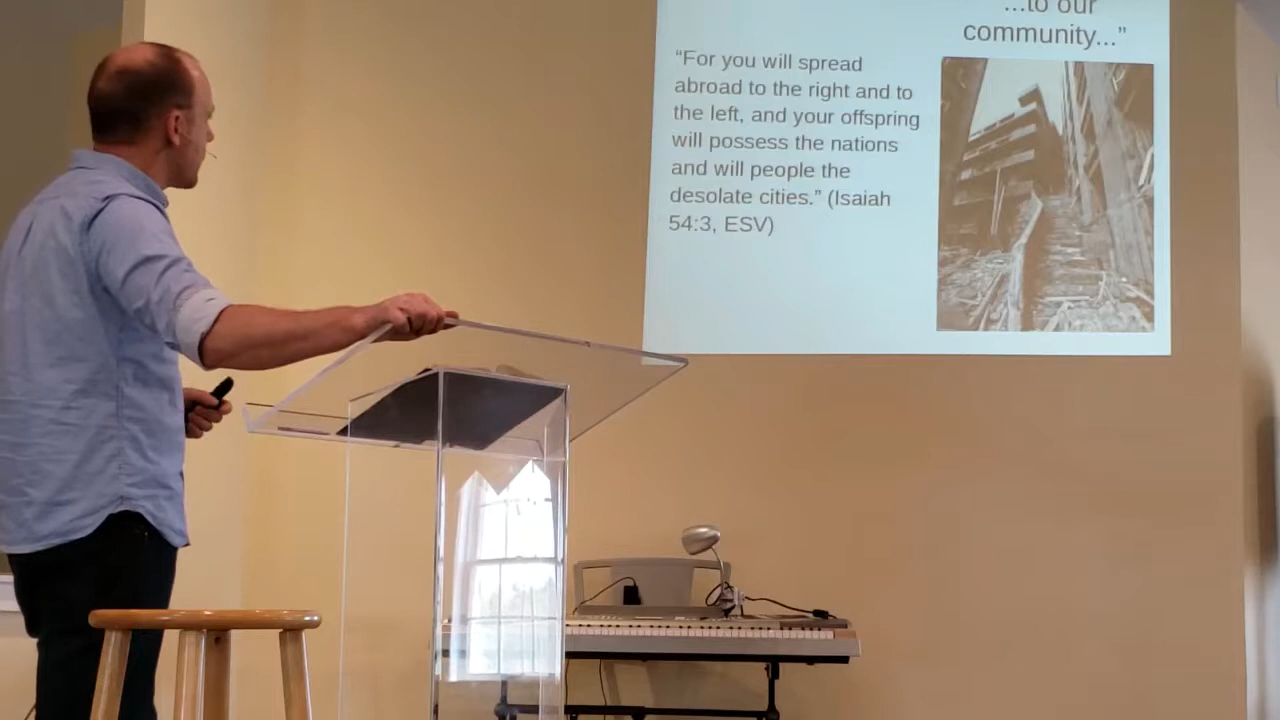 ...to our
community...”
“For you will spread
abroad to the right and to
the left, and your offspring
will possess the nations
and will people the
desolate cities.” (Isaiah
54:3, ESV)